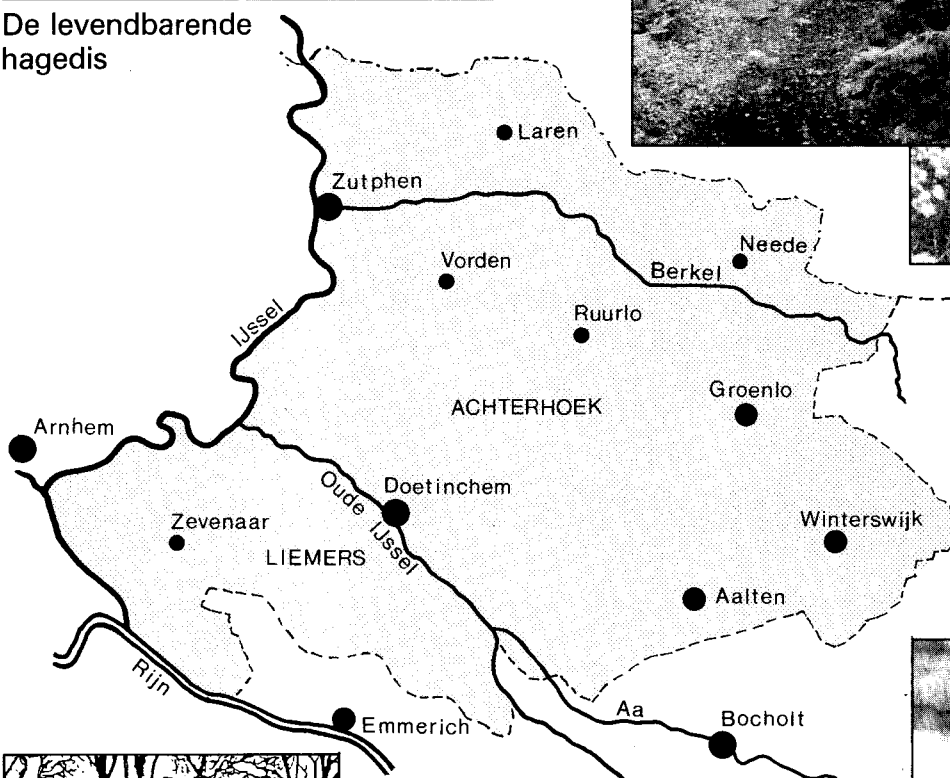 De levendbarende
hagedis
Laren
Zutphen
Neede
Vorden
Berkel
IJssel
Ruurlo
Groenlo
ACHTERHOEK
Arnhem
Doetinchem
Oude IJssel
Zevenaar
Winterswijk
LIEMERS
Aalten
Rijn
Aa
Bocholt
Emmerich